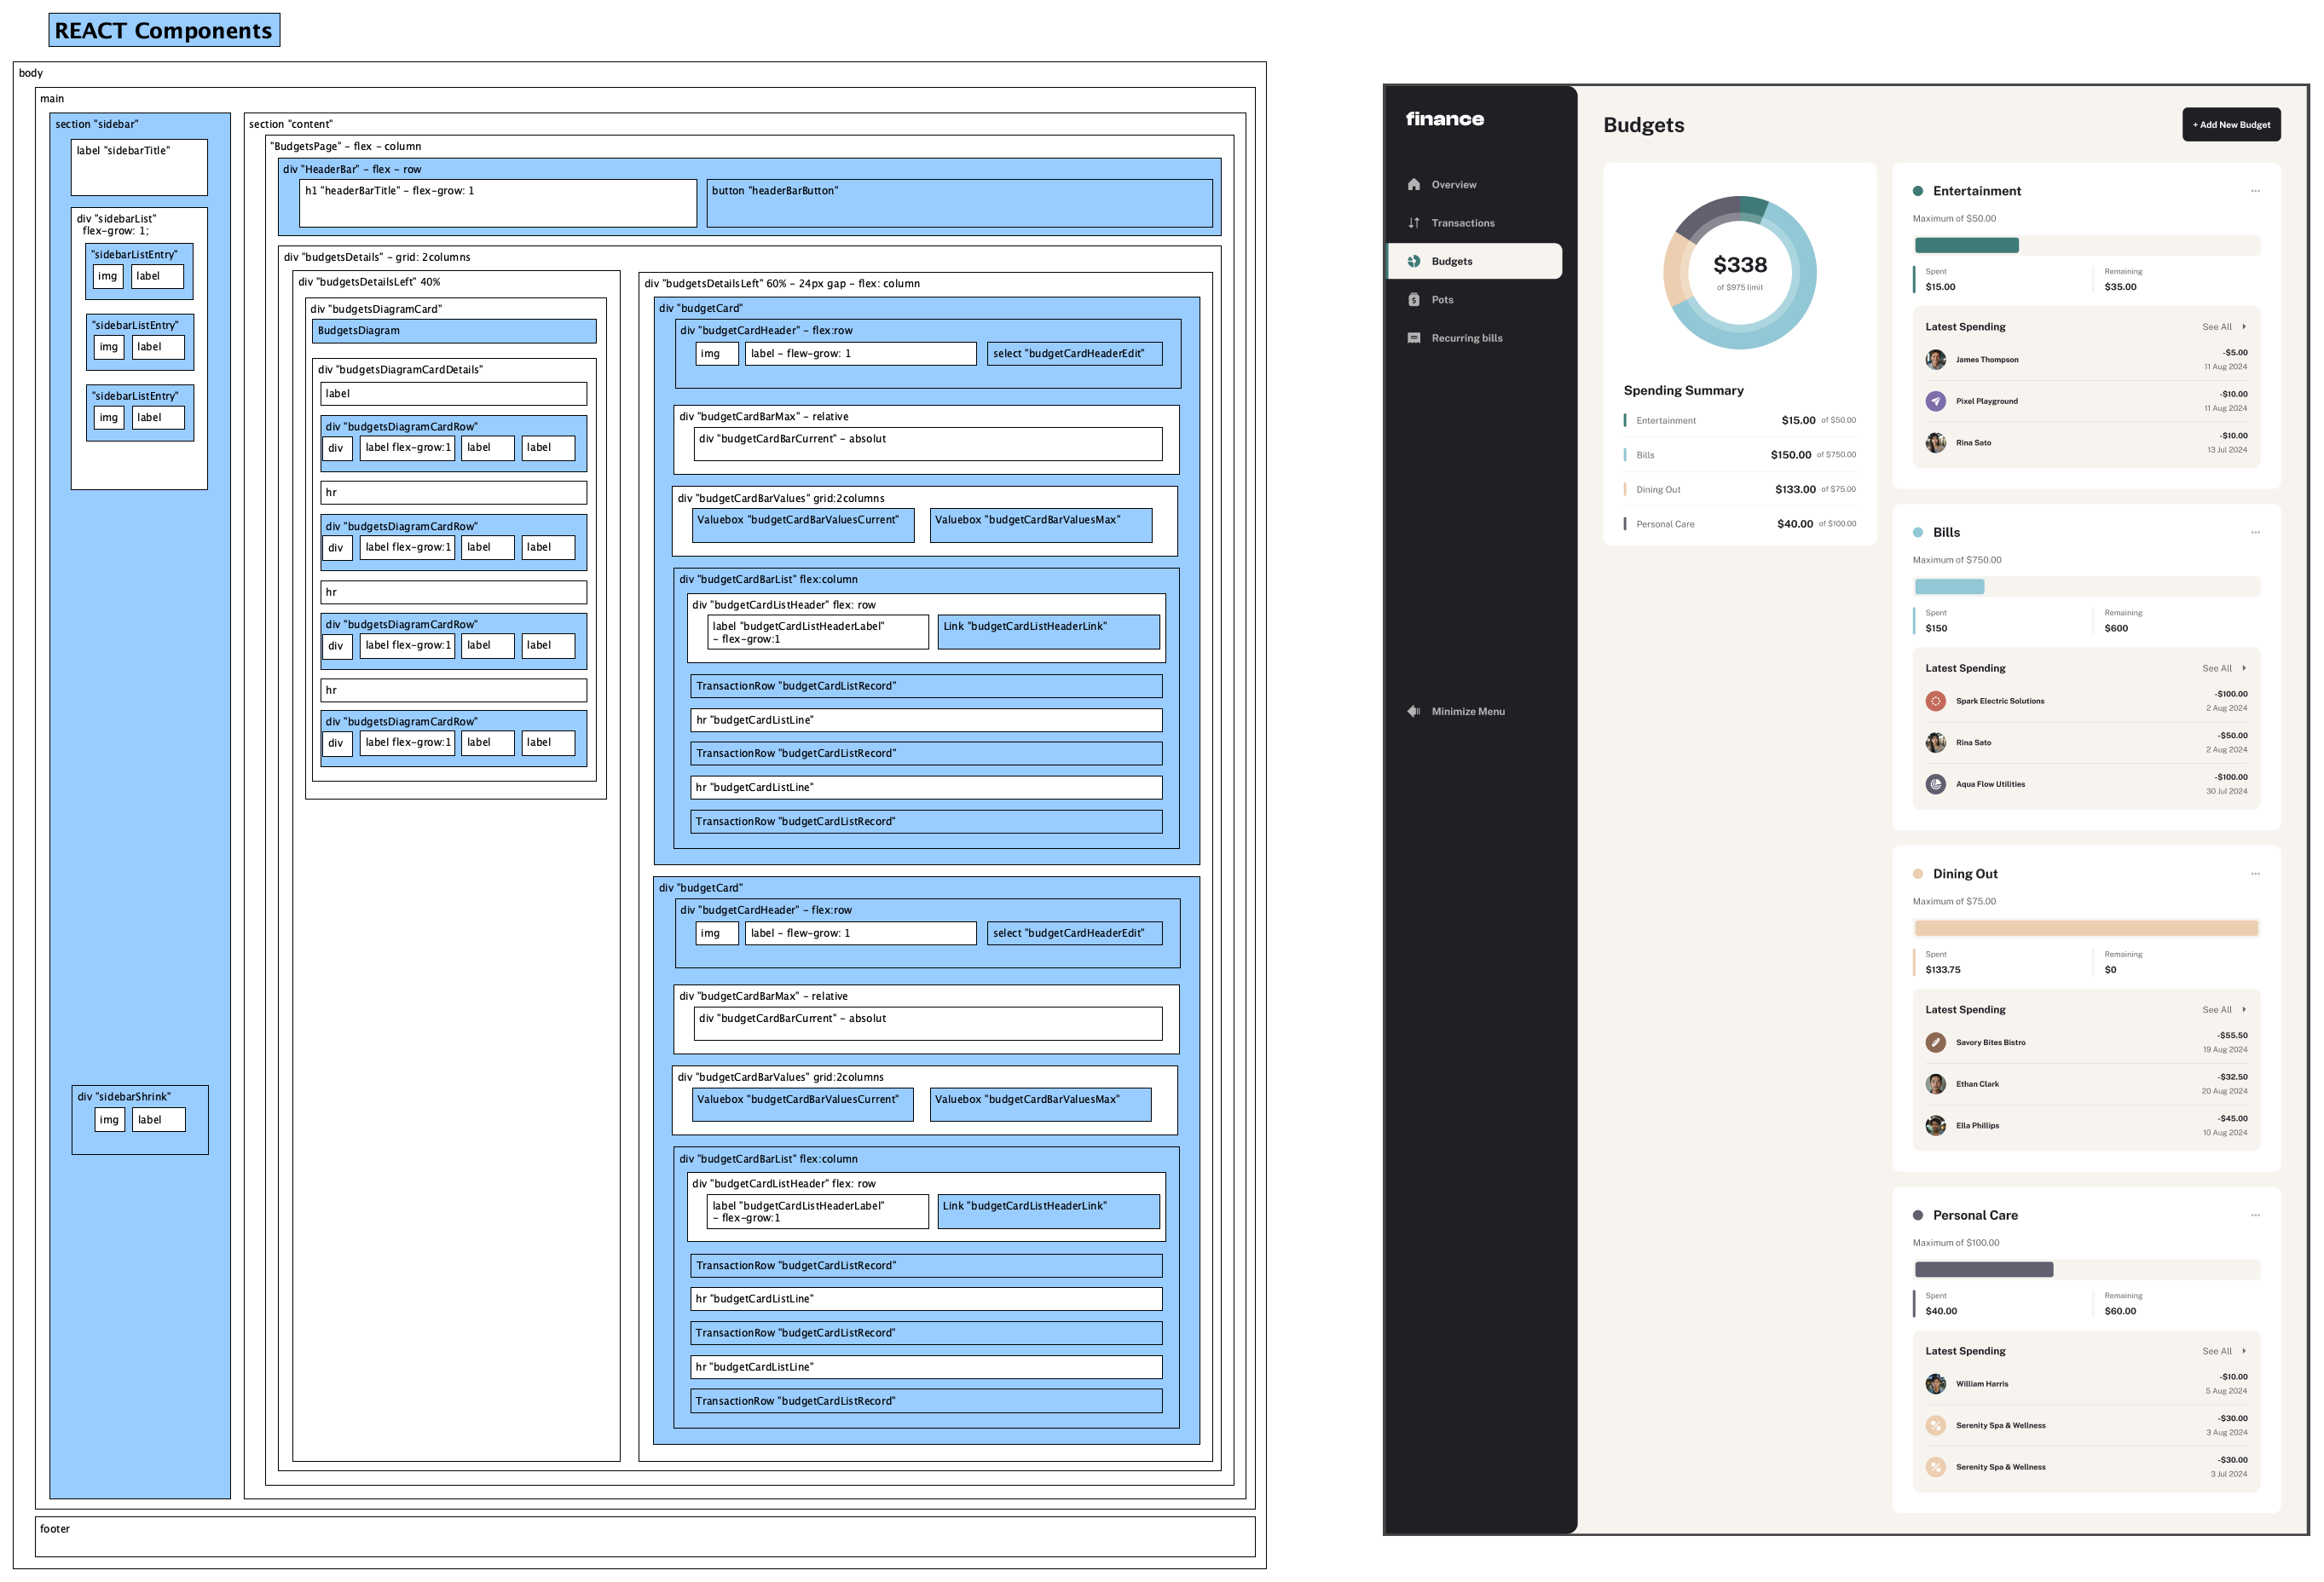 REACT Components
body
main
section "sidebar"
label "sidebarTitle"
div "sidebarList"
flex-grow: 1;
"sidebarListEntry"
img
label
"sidebarListEntry"
img
label
"sidebarListEntry"
img
label
div "sidebarShrink"
img
label
section "content"
"BudgetsPage" - flex - column
div "HeaderBar" - flex - row
h1 "headerBarTitle" - flex-grow: 1
button "headerBarButton"
div "budgetsDetails" - grid: 2columns
div "budgetsDetailsLeft" 40%
div "budgetsDiagramCard"
BudgetsDiagram
div "budgetsDiagramCardDetails"
label
div "budgetsDiagramCardRow"
div
label flex-grow:1
label
label
hr
div "budgetsDiagramCardRow"
div
label flex-grow:1
label
label
hr
div "budgetsDiagramCardRow"
div
label flex-grow:1
label
label
hr
div "budgetsDiagramCardRow"
div
label flex-grow:1
label
label
div "budgetsDetailsLeft" 60% - 24px gap - flex: column
div "budgetCard"
div "budgetCardHeader" - flex:row
img
label - flew-grow: 1
select "budgetCardHeaderEdit"
div "budgetCardBarMax" - relative
div "budgetCardBarCurrent" - absolut
div "budgetCardBarValues" grid:2columns
Valuebox "budgetCardBarValuesCurrent"
Valuebox "budgetCardBarValuesMax"
div "budgetCardBarList" flex:column
div "budgetCardListHeader" flex: row
label "budgetCardListHeaderLabel"
- flex-grow:1
Link "budgetCardListHeaderLink"
TransactionRow "budgetCardListRecord"
hr "budgetCardListLine"
TransactionRow "budgetCardListRecord"
hr "budgetCardListLine"
TransactionRow "budgetCardListRecord"
div "budgetCard"
div "budgetCardHeader" - flex:row
img
label - flew-grow: 1
select "budgetCardHeaderEdit"
div "budgetCardBarMax" - relative
div "budgetCardBarCurrent" - absolut
div "budgetCardBarValues" grid:2columns
Valuebox "budgetCardBarValuesCurrent"
Valuebox "budgetCardBarValuesMax"
div "budgetCardBarList" flex:column
div "budgetCardListHeader" flex: row
label "budgetCardListHeaderLabel"
- flex-grow:1
Link "budgetCardListHeaderLink"
TransactionRow "budgetCardListRecord"
hr "budgetCardListLine"
TransactionRow "budgetCardListRecord"
hr "budgetCardListLine"
TransactionRow "budgetCardListRecord"
footer
finance
Overview
Transactions
Budgets
Pots
Recurring bills
Minimize Menu
Budgets
+ Add New Budget
$338
of $975 limit
Spending Summary
Entertainment $15.00 of $50.00
Bills $150.00 of $750.00
Dining Out $133.00 of $75.00
Personal Care $40.00 of $100.00
Entertainment ...
Maximum of $50.00
Spent Remaining
$15.00 $35.00
Latest Spending See All
James Thompson -$5.00
11 Aug 2024
Pixel Playground -$10.00
11 Aug 2024
Rina Sato -$10.00
13 Jul 2024
Bills ...
Maximum of $750.00
Spent Remaining
$150 $600
Latest Spending See All
Spark Electric Solutions -$100.00
2 Aug 2024
Rina Sato -$50.00
2 Aug 2024
Aqua Flow Utilities -$100.00
30 Jul 2024
Dining Out ...
Maximum of $75.00
Spent Remaining
$133.75 $0
Latest Spending See All
Savory Bites Bistro -$55.50
19 Aug 2024
Ethan Clark -$32.50
20 Aug 2024
Ella Phillips -$45.00
10 Aug 2024
Personal Care ...
Maximum of $100.00
Spent Remaining
$40.00 $60.00
Latest Spending See All
William Harris -$10.00
5 Aug 2024
Serenity Spa & Wellness -$30.00
3 Aug 2024
Serenity Spa & Wellness -$30.00
3 Jul 2024